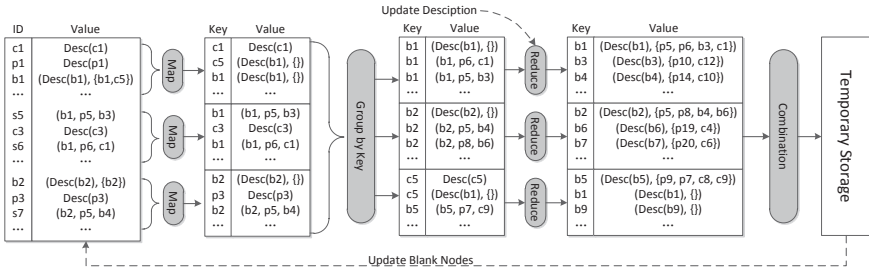 Update Desciption
ID Value
c1 Desc(c1)
p1 Desc(p1)
b1 (Desc(b1), {b1,c5})
... ...
s5 (b1, p5, b3)
c3 Desc(c3)
s6 (b1, p6, c1)
... ...
b2 (Desc(b2), {b2})
p3 Desc(p3)
s7 (b2, p5, b4)
... ...
Map
Map
Map
Key Value
c1 Desc(c1)
c5 (Desc(b1), {})
b1 (Desc(b1), {})
... ...
b1 (b1, p5, b3)
c3 Desc(c3)
b1 (b1, p6, c1)
... ...
b2 (Desc(b2), {})
p3 Desc(p3)
b2 (b2, p5, b4)
... ...
Group by Key
Key Value
b1 (Desc(b1), {})
b1 (b1, p6, c1)
b1 (b1, p5, b3)
... ...
b2 (Desc(b2), {})
b2 (b2, p5, b4)
b2 (b2, p8, b6)
... ...
c5 Desc(c5)
c5 (Desc(b1), {})
b5 (b5, p7, c9)
... ...
Reduce
Reduce
Reduce
Key Value
b1 (Desc(b1), {p5, p6, b3, c1})
b3 (Desc(b3), {p10, c12})
b4 (Desc(b4), {p14, c10})
... ...
b2 (Desc(b2), {p5, p8, b4, b6})
b6 (Desc(b6), {p19, c4})
b7 (Desc(b7), {p20, c6})
... ...
b5 (Desc(b5), {p9, p7, c8, c9})
b1 (Desc(b1), {})
b9 (Desc(b9), {})
... ...
Combination
Temporary Storage
Update Blank Nodes